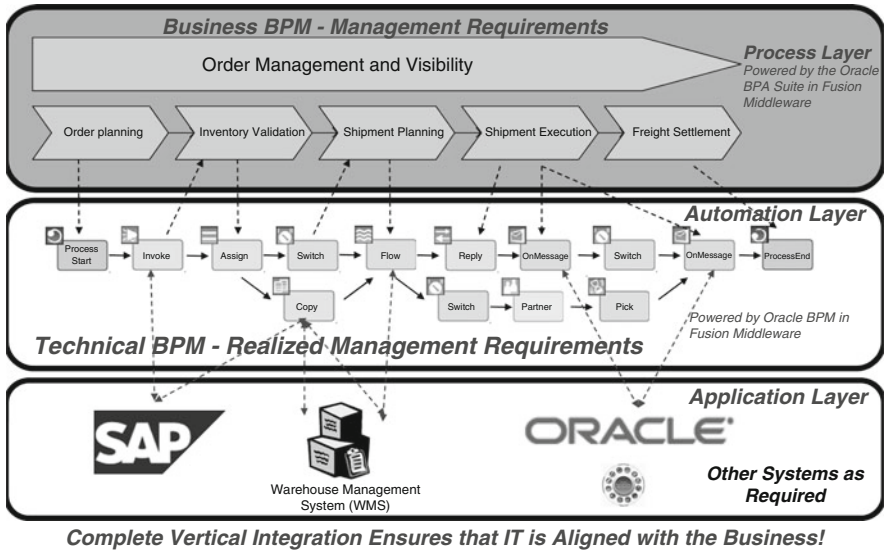 Business BPM - Management Requirements
Order Management and Visibility
Process Layer
Powered by the Oracle
BPA Suite in Fusion
Middleware
Order planning
Inventory Validation
Shipment Planning
Shipment Execution
Freight Settlement
Automation Layer
Process
Start
Invoke
Assign
Switch
Flow
Reply
OnMessage
Switch
OnMessage
ProcessEnd
Copy
Switch
Partner
Pick
Powered by Oracle BPM in
Fusion Middleware
Technical BPM - Realized Management Requirements
Application Layer
SAP
ORACLE
Warehouse Management
System (WMS)
Other Systems as
Required
Complete Vertical Integration Ensures that IT is Aligned with the Business!